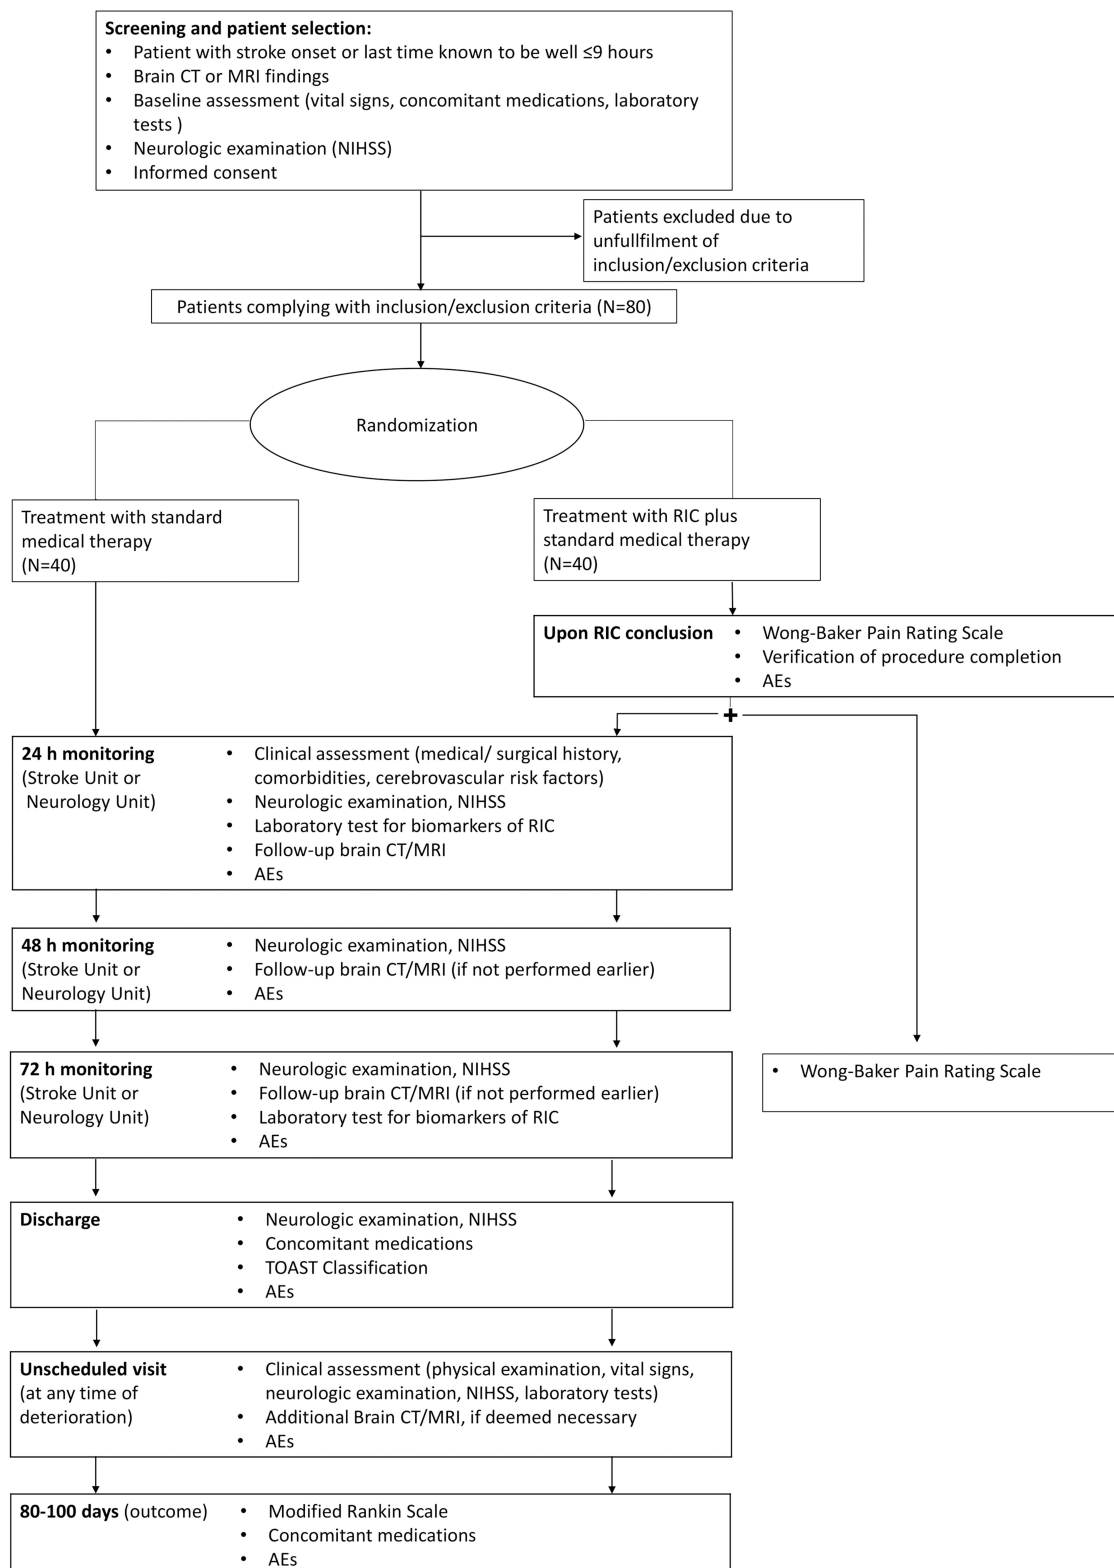 Screening and patient selection:
• Patient with stroke onset or last time known to be well ≤9 hours
• Brain CT or MRI findings
• Baseline assessment (vital signs, concomitant medications, laboratory
tests )
• Neurologic examination (NIHSS)
• Informed consent
Patients excluded due to
unfullfilment of
inclusion/exclusion criteria
Patients complying with inclusion/exclusion criteria (N=80)
Randomization
Treatment with standard
medical therapy
(N=40)
Treatment with RIC plus
standard medical therapy
(N=40)
Upon RIC conclusion • Wong-Baker Pain Rating Scale
• Verification of procedure completion
• AEs
+
24 h monitoring
(Stroke Unit or
Neurology Unit)
• Clinical assessment (medical/ surgical history,
comorbidities, cerebrovascular risk factors)
• Neurologic examination, NIHSS
• Laboratory test for biomarkers of RIC
• Follow-up brain CT/MRI
• AEs
48 h monitoring
(Stroke Unit or
Neurology Unit)
• Neurologic examination, NIHSS
• Follow-up brain CT/MRI (if not performed earlier)
• AEs
72 h monitoring
(Stroke Unit or
Neurology Unit)
• Neurologic examination, NIHSS
• Follow-up brain CT/MRI (if not performed earlier)
• Laboratory test for biomarkers of RIC
• AEs
• Wong-Baker Pain Rating Scale
Discharge
• Neurologic examination, NIHSS
• Concomitant medications
• TOAST Classification
• AEs
Unscheduled visit
(at any time of
deterioration)
• Clinical assessment (physical examination, vital signs,
neurologic examination, NIHSS, laboratory tests)
• Additional Brain CT/MRI, if deemed necessary
• AEs
80-100 days (outcome)
• Modified Rankin Scale
• Concomitant medications
• AEs